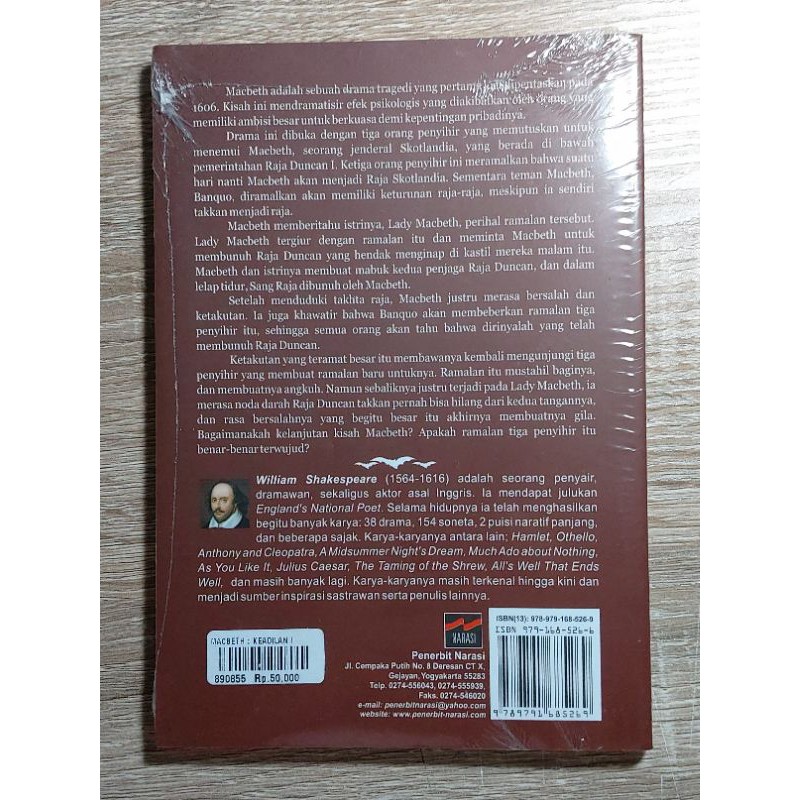 Macbeth adalah sebuah drama tragedi yang pertama kali dipentaskan pada
1606. Kisah ini mendramatisir efek psikologis yang diakibatkan oleh orang yang
memiliki ambisi besar untuk berkuasa demi kepentingan pribadinya.
Drama ini dibuka dengan tiga orang penyihir yang memutuskan untuk
menemui Macbeth, seorang jenderal Skotlandia, yang berada di bawah
pemerintahan Raja Duncan I. Ketiga orang penyihir ini meramalkan bahwa suatu
hari nanti Macbeth akan menjadi Raja Skotlandia. Sementara teman Macbeth,
Banquo, diramalkan akan memiliki keturunan raja-raja, meskipun ia sendiri
takkan menjadi raja.
Macbeth memberitahu istrinya, Lady Macbeth, perihal ramalan tersebut.
Lady Macbeth tergiur dengan ramalan itu dan meminta Macbeth untuk
membunuh Raja Duncan yang hendak menginap di kastil mereka malam itu.
Macbeth dan istrinya membuat mabuk kedua penjaga Raja Duncan, dan dalam
lelap tidur, Sang Raja dibunuh oleh Macbeth.
Setelah menduduki takhta raja, Macbeth justru merasa bersalah dan
ketakutan. Ia juga khawatir bahwa Banquo akan membeberkan ramalan tiga
penyihir itu, sehingga semua orang akan tahu bahwa dirinyalah yang telah
membunuh Raja Duncan.
Ketakutan yang teramat besar itu membawanya kembali mengunjungi tiga
penyihir yang membuat ramalan baru untuknya. Ramalan itu mustahil baginya,
dan membuatnya angkuh. Namun sebaliknya justru terjadi pada Lady Macbeth, ia
merasa noda darah Raja Duncan takkan pernah bisa hilang dari kedua tangannya,
dan rasa bersalahnya yang begitu besar itu akhirnya membuatnya gila.
Bagaimanakah kelanjutan kisah Macbeth? Apakah ramalan tiga penyihir itu
benar-benar terwujud?
William Shakespeare (1564-1616) adalah seorang penyair,
dramawan, sekaligus aktor asal Inggris. Ia mendapat julukan
England's National Poet. Selama hidupnya ia telah menghasilkan
begitu banyak karya: 38 drama, 154 soneta, 2 puisi naratif panjang,
dan beberapa sajak. Karya-karyanya antara lain; Hamlet, Othello,
Anthony and Cleopatra, A Midsummer Night's Dream, Much Ado about Nothing,
As You Like It, Julius Caesar, The Taming of the Shrew, All's Well That Ends
Well, dan masih banyak lagi. Karya-karyanya masih terkenal hingga kini dan
menjadi sumber inspirasi sastrawan serta penulis lainnya.
MACBETH : KEADILAN I
890855 Rp.50,000
NARASI
Penerbit Narasi
Jl. Cempaka Putih No. 8 Deresan CT X,
Gejayan, Yogyakarta 55283
Telp. 0274-556043, 0274-555939,
Faks. 0274-546020
e-mail: penerbitnarasi@yahoo.com
website: www.penerbit-narasi.com
ISBN(13): 978-979-168-526-9
ISBN 979-168-526-6
9 789791 685269